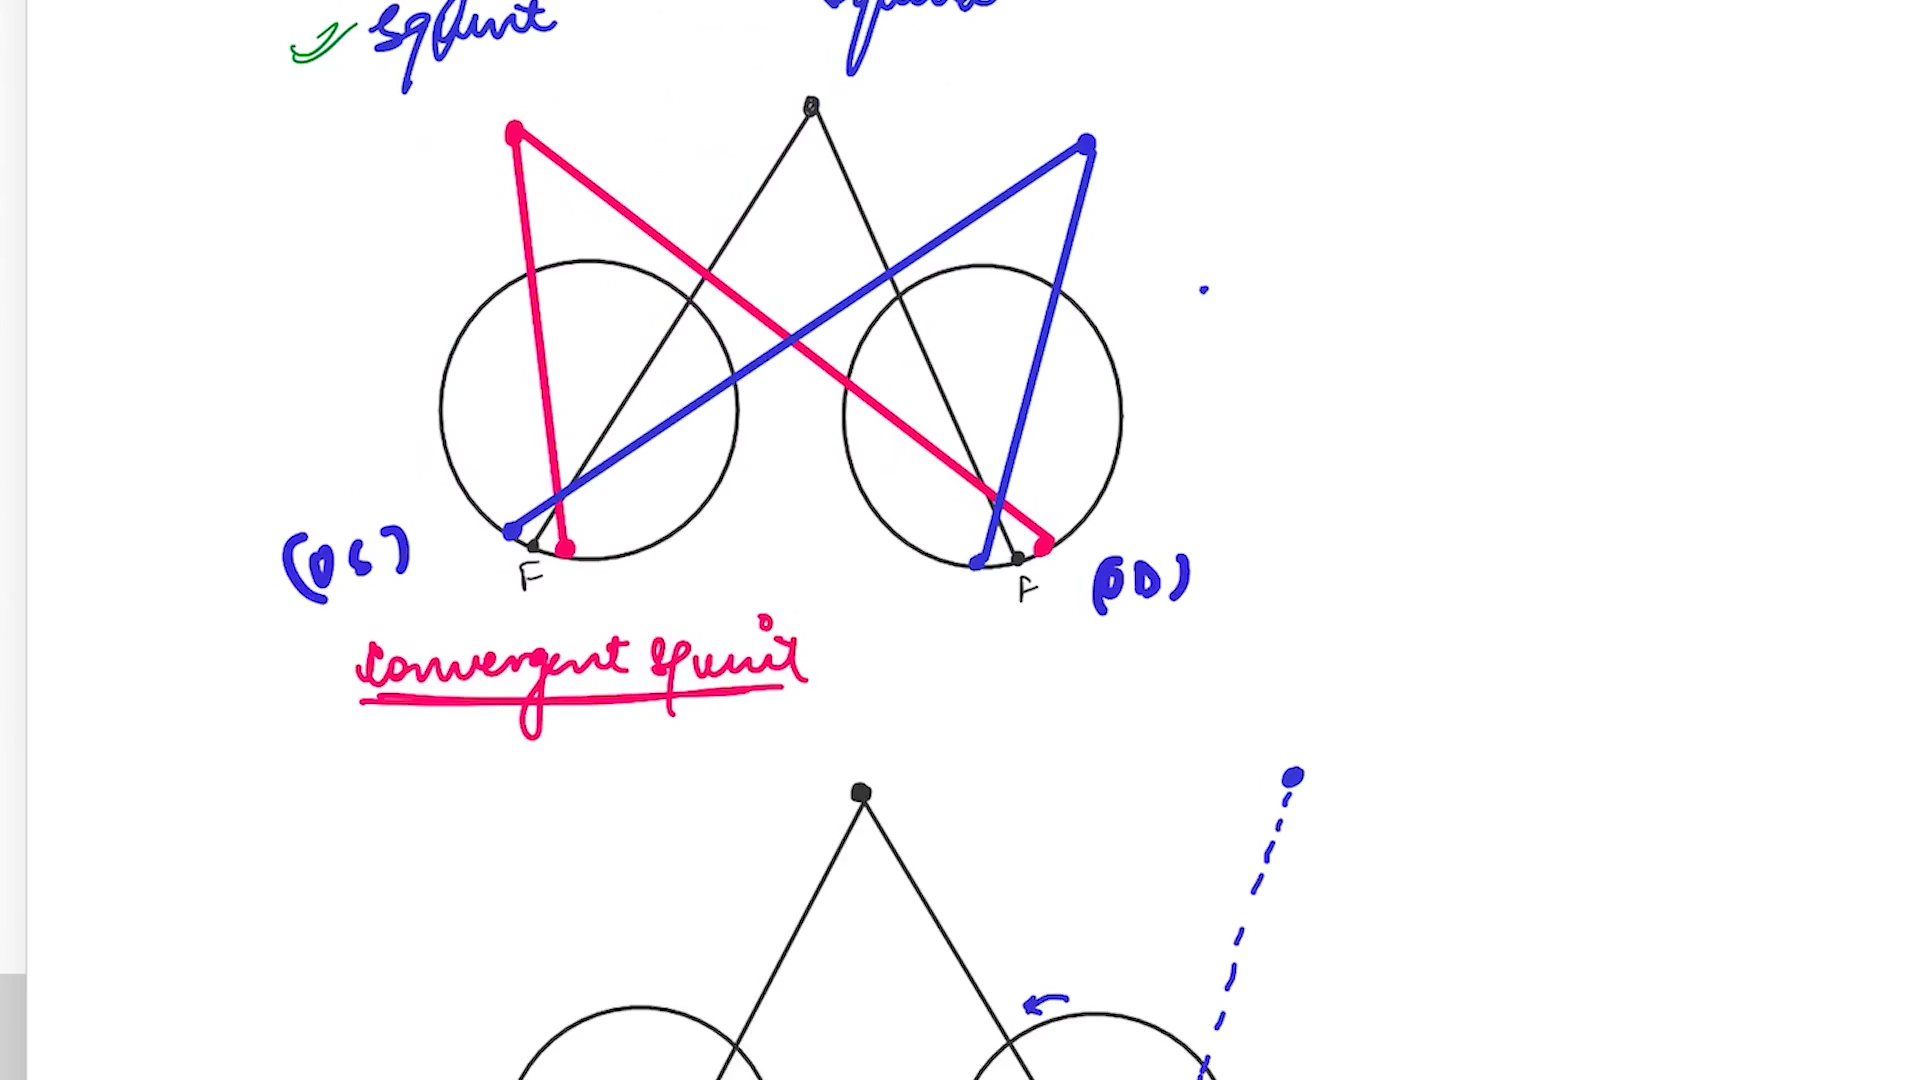 squint
F
F
(OS)
(OD)
Convergent Squint